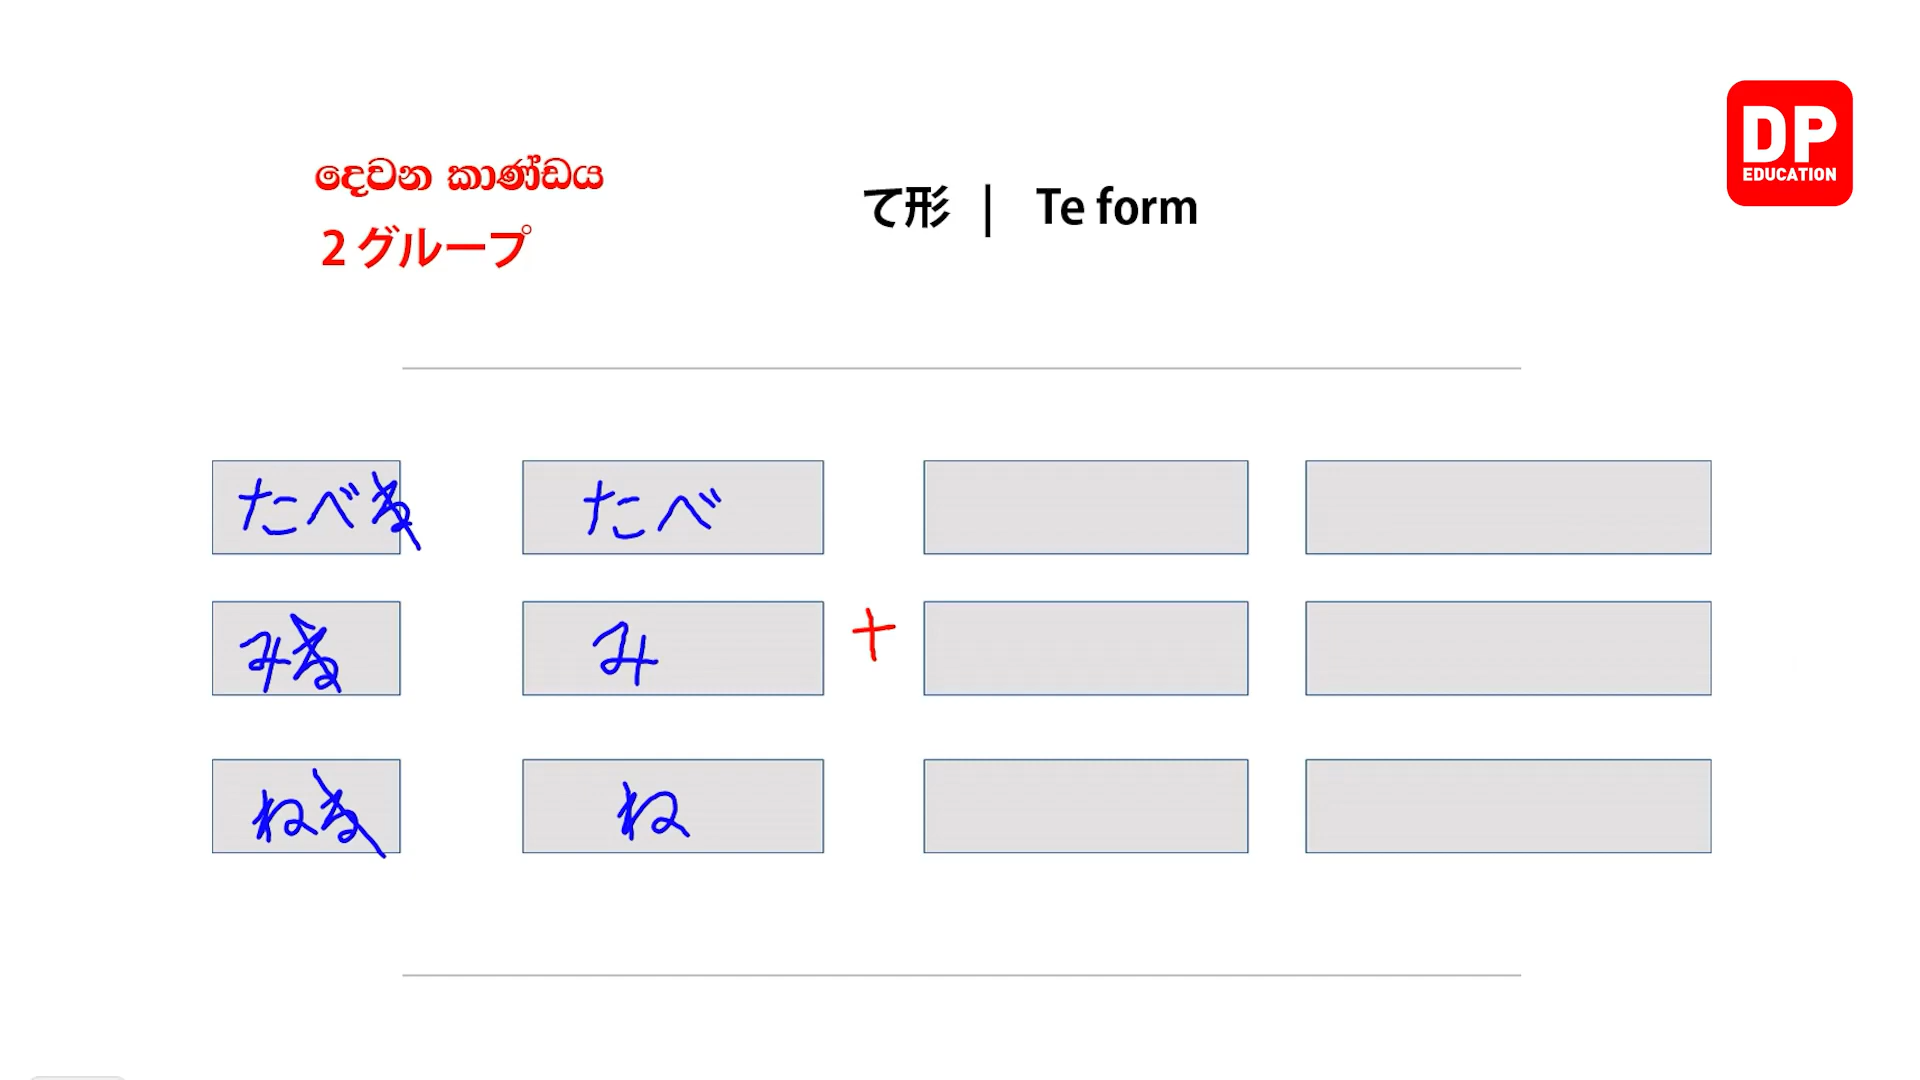 DP
EDUCATION
දෙවන කාණ්ඩය
て形 | Te form
2 グループ
たべる たべ
みる み +
ねる ね